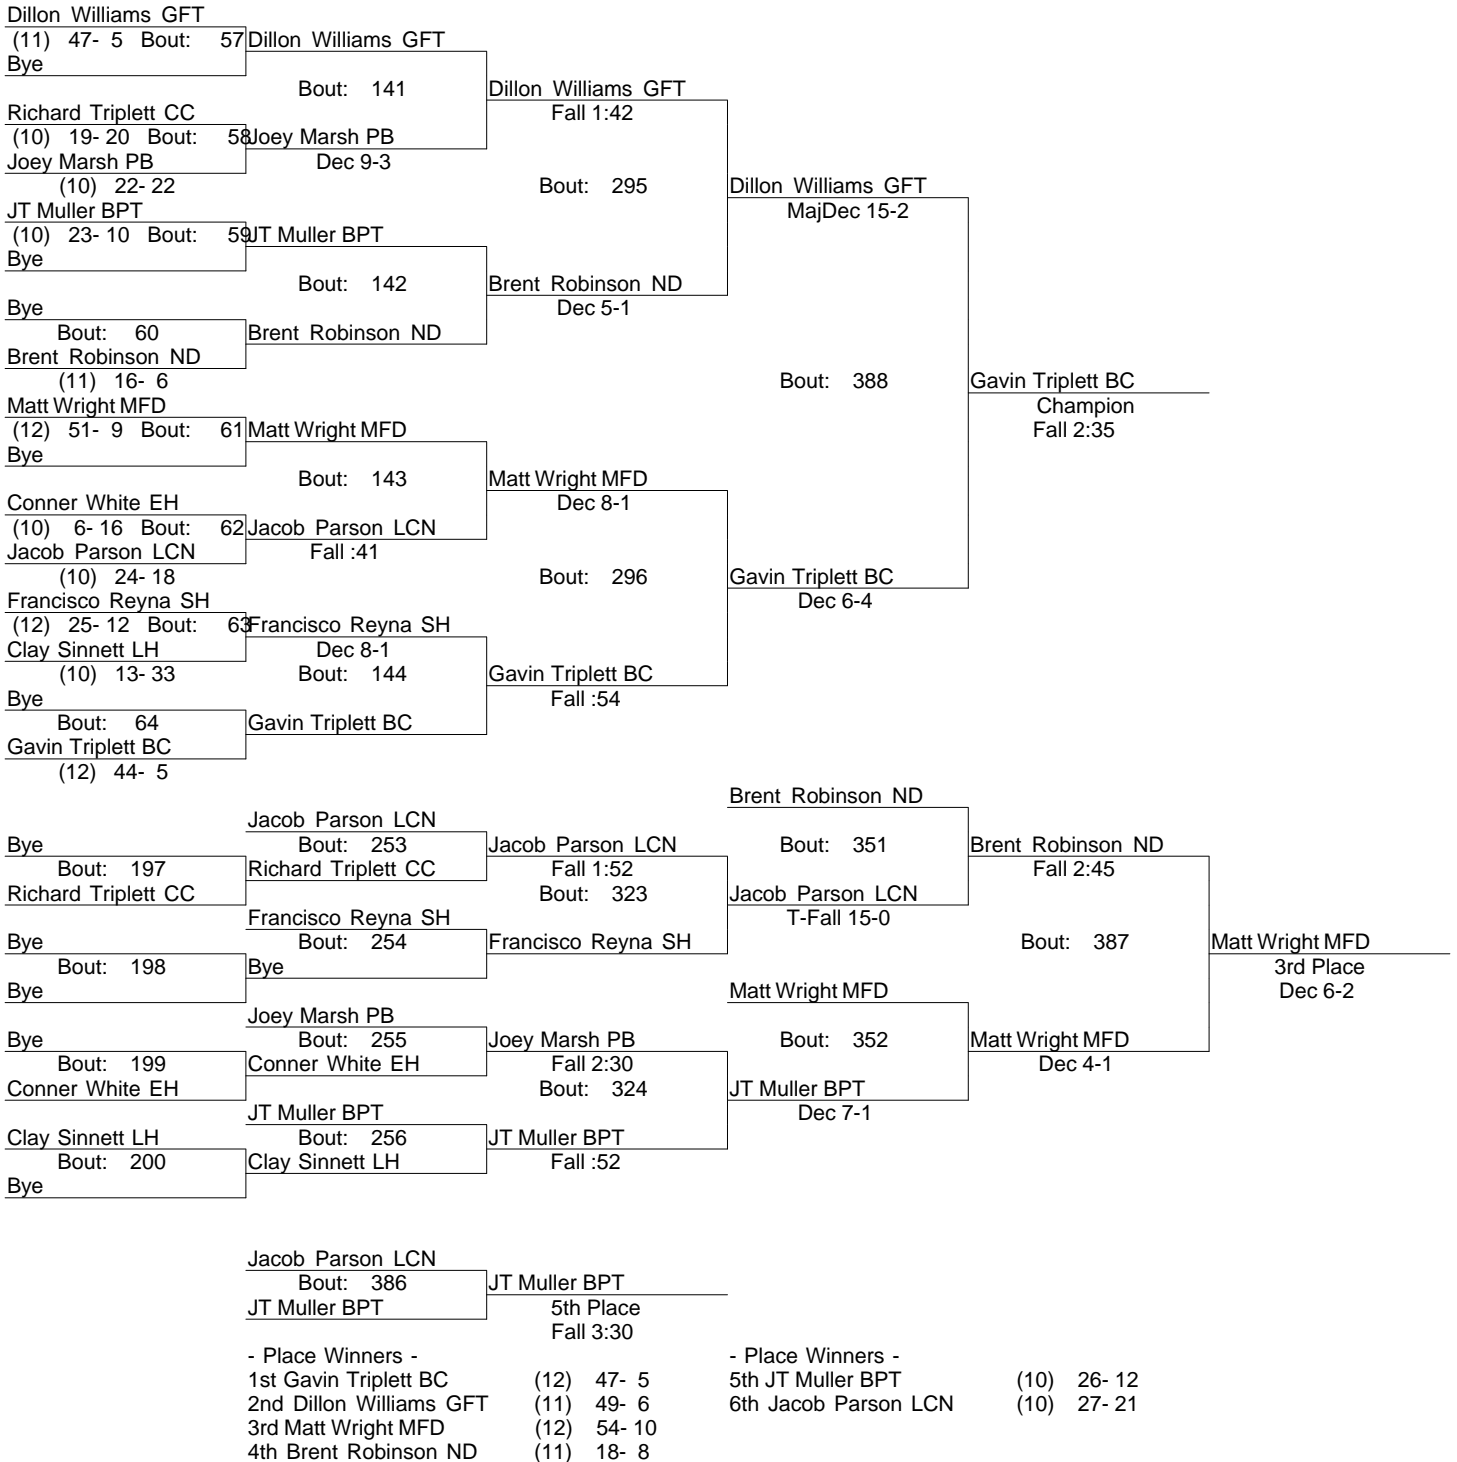 Dillon Williams GFT
(11) 47- 5 Bout: 57 Dillon Williams GFT
Bye
Bout: 141 Dillon Williams GFT
Richard Triplett CC Fall 1:42
(10) 19- 20 Bout: 58 Joey Marsh PB
Joey Marsh PB Dec 9-3
(10) 22- 22 Bout: 295 Dillon Williams GFT
JT Muller BPT MajDec 15-2
(10) 23- 10 Bout: 59 JT Muller BPT
Bye
Bout: 142 Brent Robinson ND
Bye Dec 5-1
Bout: 60 Brent Robinson ND
Brent Robinson ND
(11) 16- 6 Bout: 388 Gavin Triplett BC
Matt Wright MFD Champion
(12) 51- 9 Bout: 61 Matt Wright MFD Fall 2:35
Bye
Bout: 143 Matt Wright MFD
Conner White EH Dec 8-1
(10) 6- 16 Bout: 62 Jacob Parson LCN
Jacob Parson LCN Fall :41
(10) 24- 18 Bout: 296 Gavin Triplett BC
Francisco Reyna SH Dec 6-4
(12) 25- 12 Bout: 63 Francisco Reyna SH
Clay Sinnett LH Dec 8-1
(10) 13- 33 Bout: 144 Gavin Triplett BC
Bye Fall :54
Bout: 64 Gavin Triplett BC
Gavin Triplett BC
(12) 44- 5
Brent Robinson ND
Jacob Parson LCN
Bye Bout: 253 Jacob Parson LCN Bout: 351 Brent Robinson ND
Bout: 197 Richard Triplett CC Fall 1:52 Fall 2:45
Richard Triplett CC Bout: 323 Jacob Parson LCN
Francisco Reyna SH T-Fall 15-0
Bye Bout: 254 Francisco Reyna SH Bout: 387 Matt Wright MFD
Bout: 198 Bye 3rd Place
Bye Matt Wright MFD Dec 6-2
Joey Marsh PB
Bye Bout: 255 Joey Marsh PB Bout: 352 Matt Wright MFD
Bout: 199 Conner White EH Fall 2:30 Dec 4-1
Conner White EH Bout: 324 JT Muller BPT
JT Muller BPT Dec 7-1
Clay Sinnett LH Bout: 256 JT Muller BPT
Bout: 200 Clay Sinnett LH Fall :52
Bye
Jacob Parson LCN
Bout: 386 JT Muller BPT
JT Muller BPT 5th Place
Fall 3:30
- Place Winners - - Place Winners -
1st Gavin Triplett BC (12) 47- 5 5th JT Muller BPT (10) 26- 12
2nd Dillon Williams GFT (11) 49- 6 6th Jacob Parson LCN (10) 27- 21
3rd Matt Wright MFD (12) 54- 10
4th Brent Robinson ND (11) 18- 8